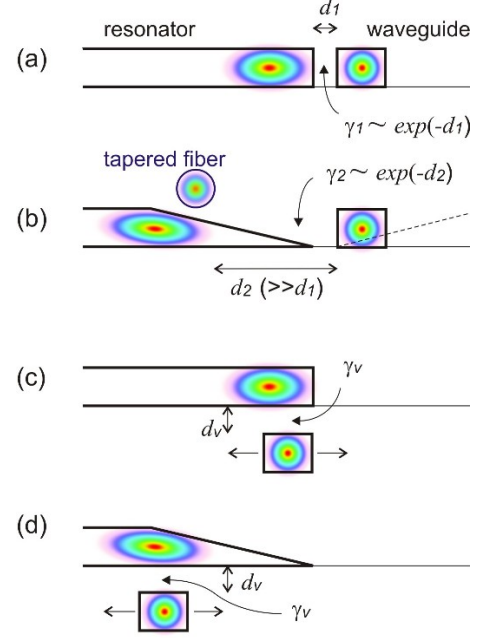 resonator d1 waveguide
(a)
γ1 ~ exp(-d1)
tapered fiber
γ2 ~ exp(-d2)
(b)
d2 (>>d1)
(c)
γv
dv
(d)
dv
γv